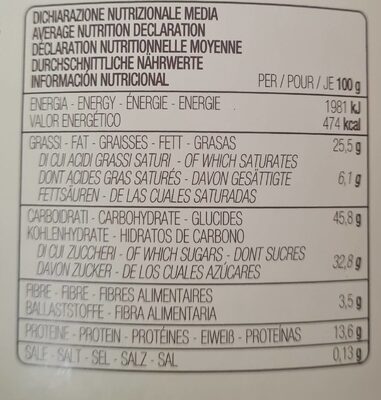 DICHIARAZIONE NUTRIZIONALE MEDIA
AVERAGE NUTRITION DECLARATION
DÉCLARATION NUTRITIONNELLE MOYENNE
DURCHSCHNITTLICHE NÄHRWERTE
INFORMACIÓN NUTRICIONAL PER / POUR / JE 100 g
ENERGIA - ENERGY - ÉNERGIE - ENERGIE 1981 kJ
VALOR ENERGÉTICO 474 kcal
GRASSI - FAT - GRAISSES - FETT - GRASAS 25,5 g
DI CUI ACIDI GRASSI SATURI - OF WHICH SATURATES
DONT ACIDES GRAS SATURÉS - DAVON GESÄTTIGTE 6,1 g
FETTSÄUREN - DE LAS CUALES SATURADAS
CARBOIDRATI - CARBOHYDRATE - GLUCIDES 45,8 g
KOHLENHYDRATE - HIDRATOS DE CARBONO
DI CUI ZUCCHERI - OF WHICH SUGARS - DONT SUCRES
DAVON ZUCKER - DE LOS CUALES AZÚCARES 32,8 g
FIBRE - FIBRE - FIBRES ALIMENTAIRES
BALLASTSTOFFE - FIBRA ALIMENTARIA 3,5 g
PROTEINE - PROTEIN - PROTÉINES - EIWEIß - PROTEÍNAS 13,6 g
SALE - SALT - SEL - SALZ - SAL 0,13 g